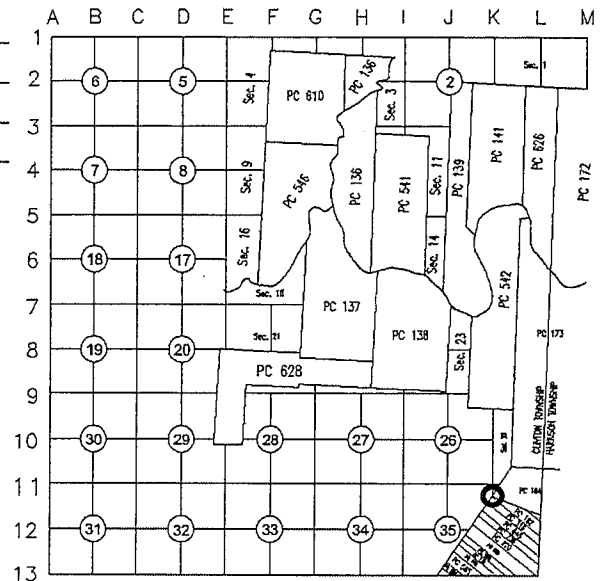 A B C D E F G H I J K L M
1
2
3
4
5
6
7
8
9
10
11
12
13
6
5
Sec. 4
PC 610
PC 136
Sec. 3
2
Sec. 1
7
8
Sec. 9
PC 546
PC 136
PC 541
Sec. 11
PC 139
PC 141
PC 626
PC 172
18
17
Sec. 16
Sec. 14
PC 542
Sec. 15
PC 137
PC 138
19
20
Sec. 21
PC 628
Sec. 23
PC 173
CLINTON TOWNSHIP
HARRISON TOWNSHIP
30
29
28
27
26
31
32
33
34
35